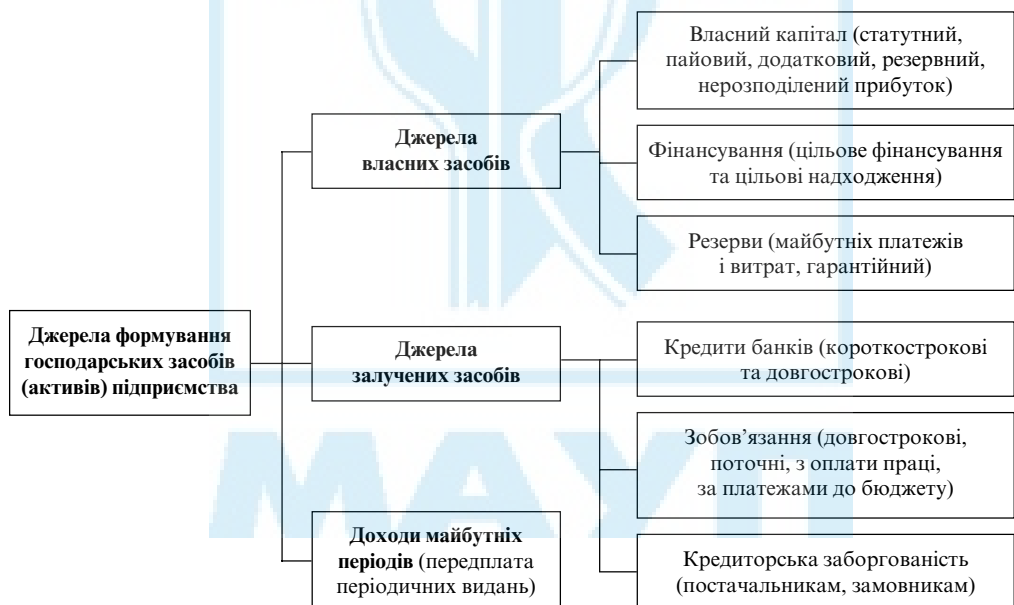 Джерела формування
господарських засобів
(активів) підприємства
Джерела
власних засобів
Власний капітал (статутний,
пайовий, додатковий, резервний,
нерозподілений прибуток)
Фінансування (цільове фінансування
та цільові надходження)
Резерви (майбутніх платежів
і витрат, гарантійний)
Джерела
залучених засобів
Кредити банків (короткострокові
та довгострокові)
Зобов’язання (довгострокові,
поточні, з оплати праці,
за платежами до бюджету)
Кредиторська заборгованість
(постачальникам, замовникам)
Доходи майбутніх
періодів (передплата
періодичних видань)
МАУП